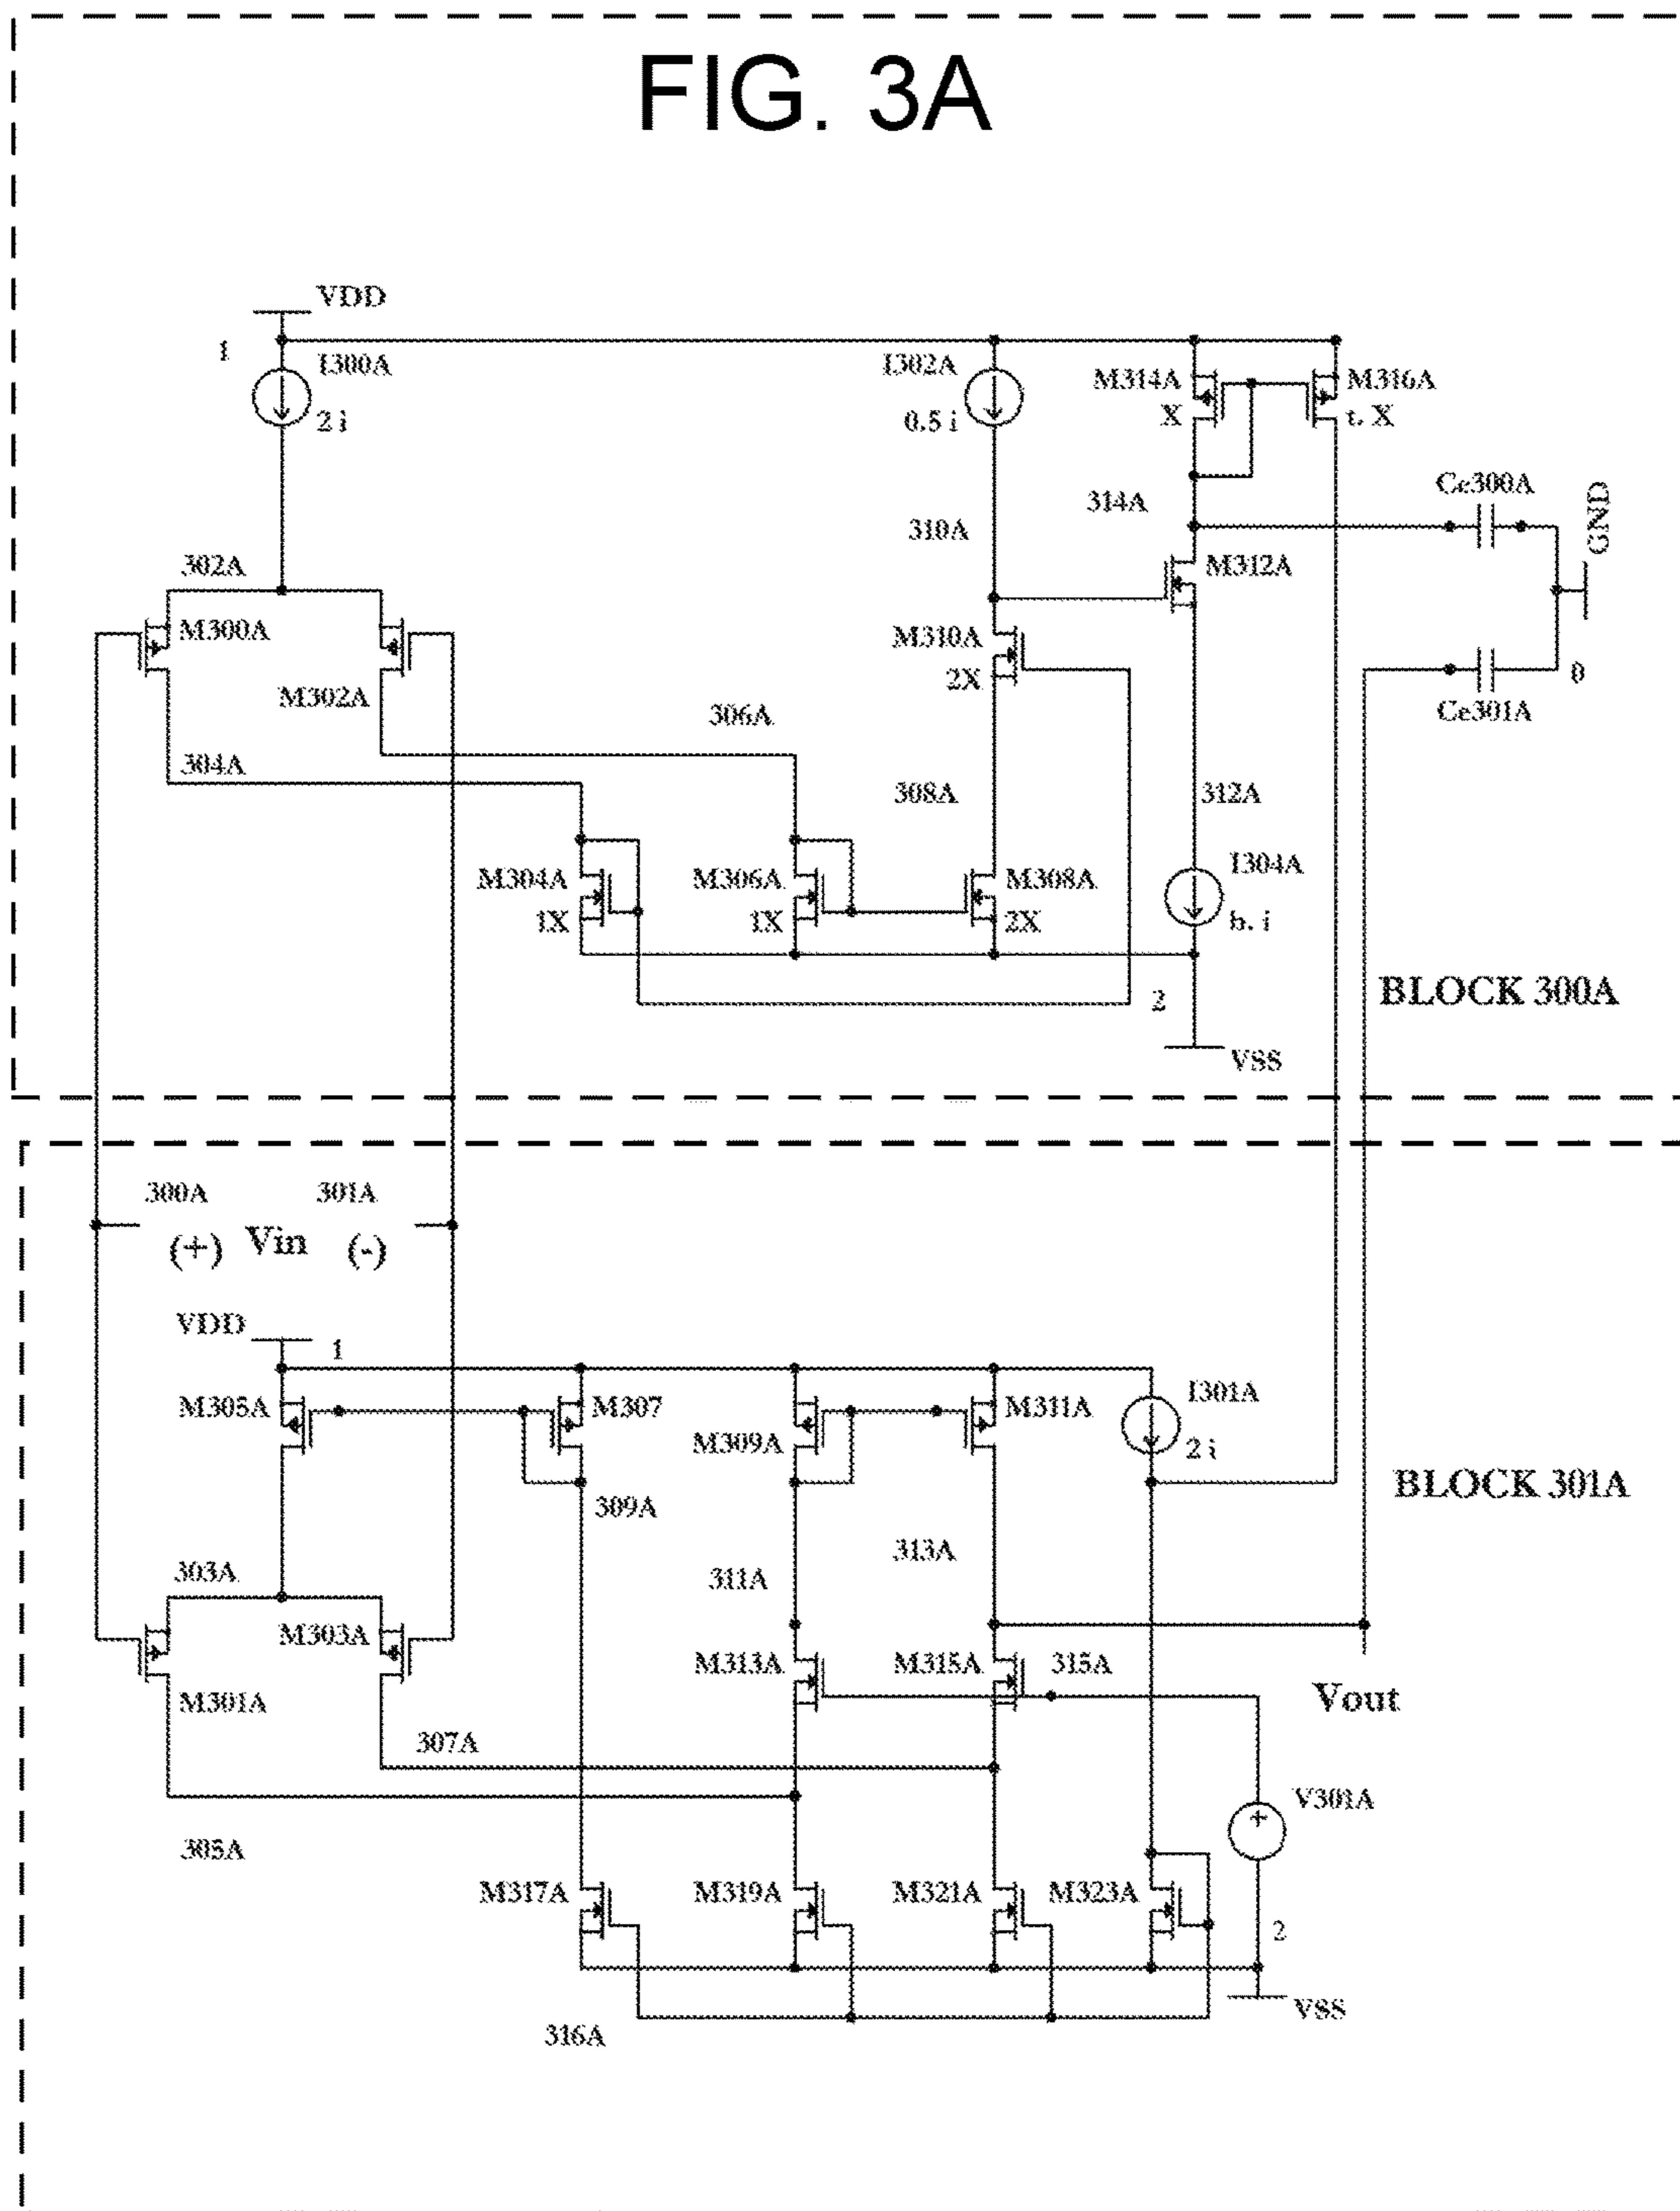 FIG. 3A
VDD
1
I300A
2 i
I302A
0.5 i
M314A
X
M316A
t. X
314A
Cc300A
GND
310A
M312A
302A
M300A
M302A
M310A
2X
0
Cc301A
306A
304A
308A
312A
M304A
1X
M306A
1X
M308A
2X
I304A
b. i
2
VSS
BLOCK 300A
300A
301A
(+) Vin (-)
VDD
1
M305A
M307
M309A
M311A
I301A
2 i
BLOCK 301A
309A
313A
311A
303A
M303A
M301A
M313A
M315A
315A
Vout
307A
V301A
+
305A
M317A
M319A
M321A
M323A
2
VSS
316A